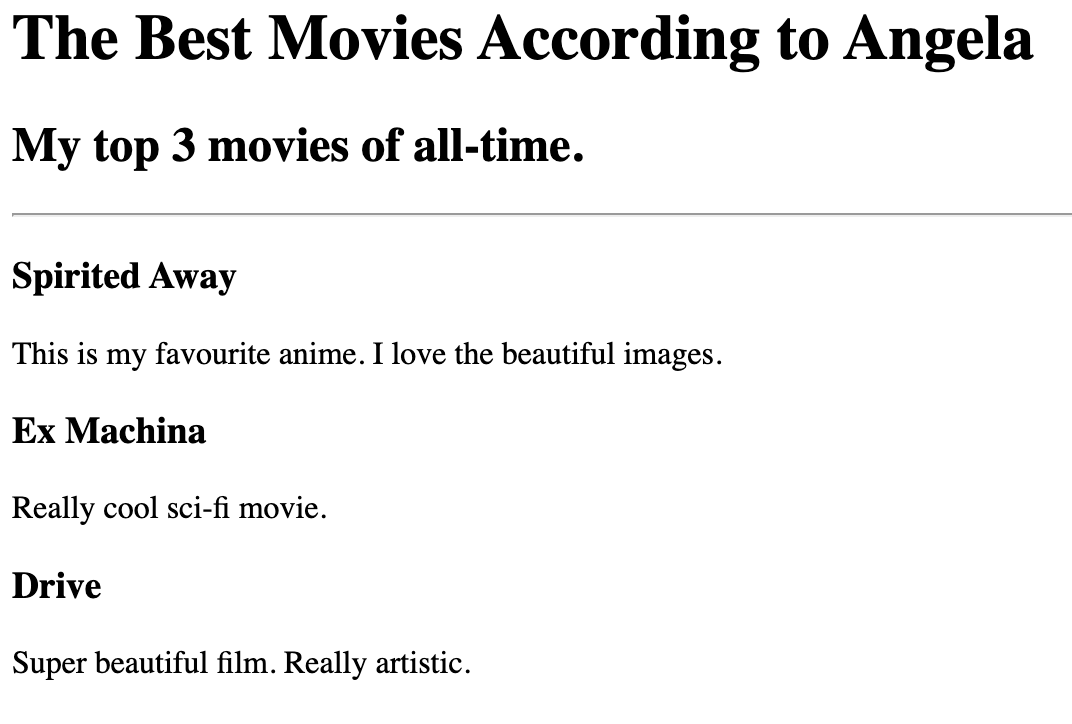 The Best Movies According to Angela
My top 3 movies of all-time.
Spirited Away
This is my favourite anime. I love the beautiful images.
Ex Machina
Really cool sci-fi movie.
Drive
Super beautiful film. Really artistic.